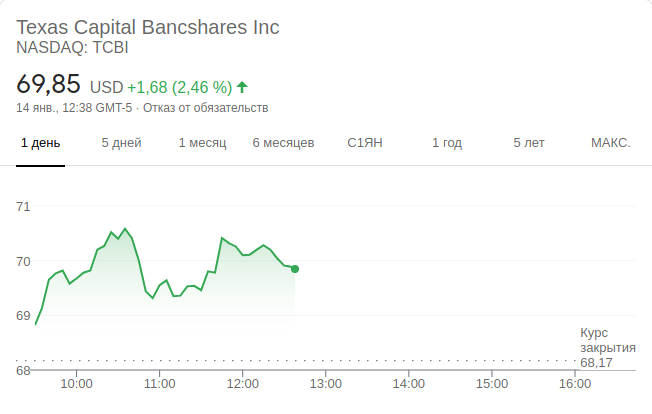 Texas Capital Bancshares Inc
NASDAQ: TCBI
69,85 USD +1,68 (2,46 %)
14 янв., 12:38 GMT-5 · Отказ от обязательств
1 день 5 дней 1 месяц 6 месяцев С1ЯН 1 год 5 лет МАКС.
71
70
69
Курс
закрытия
68,17
68
10:00 11:00 12:00 13:00 14:00 15:00 16:00